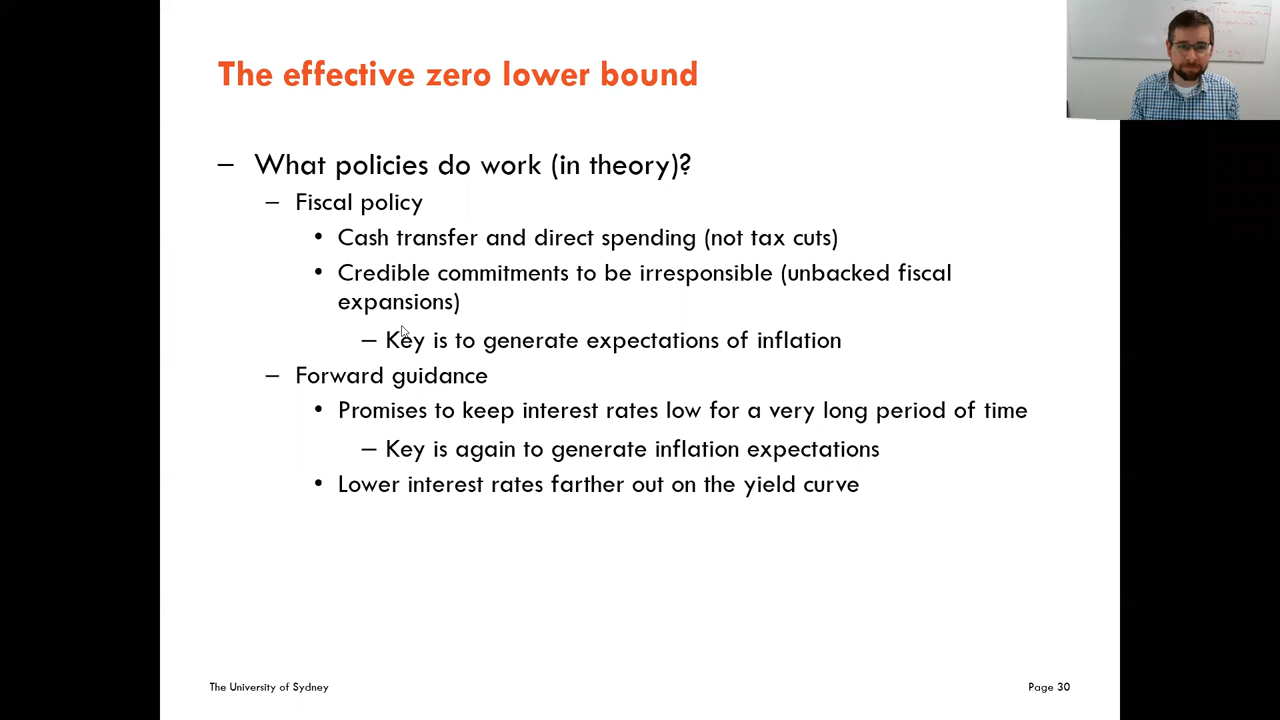 The effective zero lower bound
– What policies do work (in theory)?
– Fiscal policy
• Cash transfer and direct spending (not tax cuts)
• Credible commitments to be irresponsible (unbacked fiscal
expansions)
– Key is to generate expectations of inflation
– Forward guidance
• Promises to keep interest rates low for a very long period of time
– Key is again to generate inflation expectations
• Lower interest rates farther out on the yield curve
The University of Sydney
Page 30